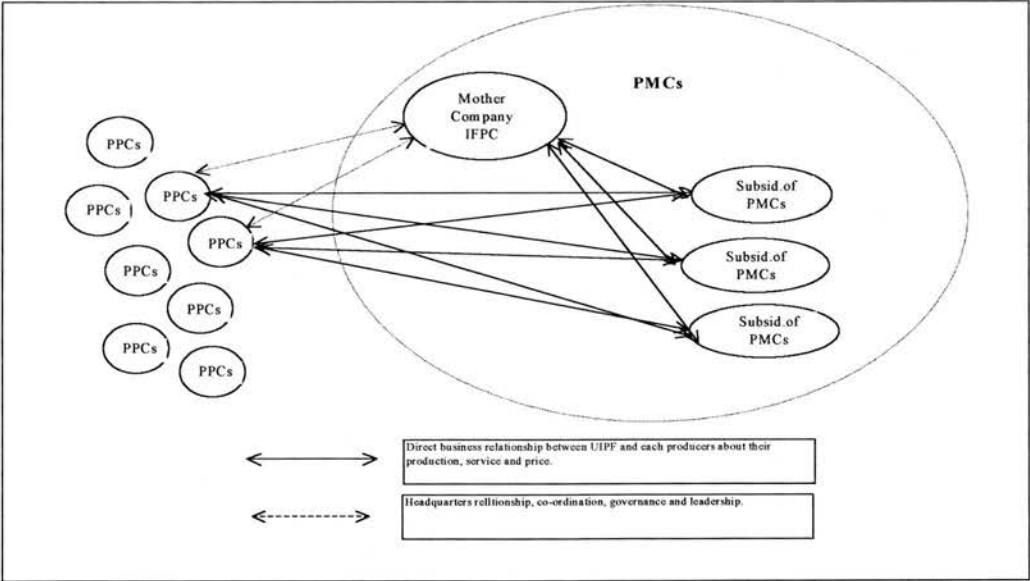 PMCs
Mother
Company
IFPC
PPCs
PPCs
PPCs
PPCs
PPCs
PPCs
PPCs
PPCs
Subsid.of
PMCs
Subsid.of
PMCs
Subsid.of
PMCs
Direct business relationship between UIPF and each producers about their
production, service and price.
Headquarters relltionship, co-ordination, governance and leadership.